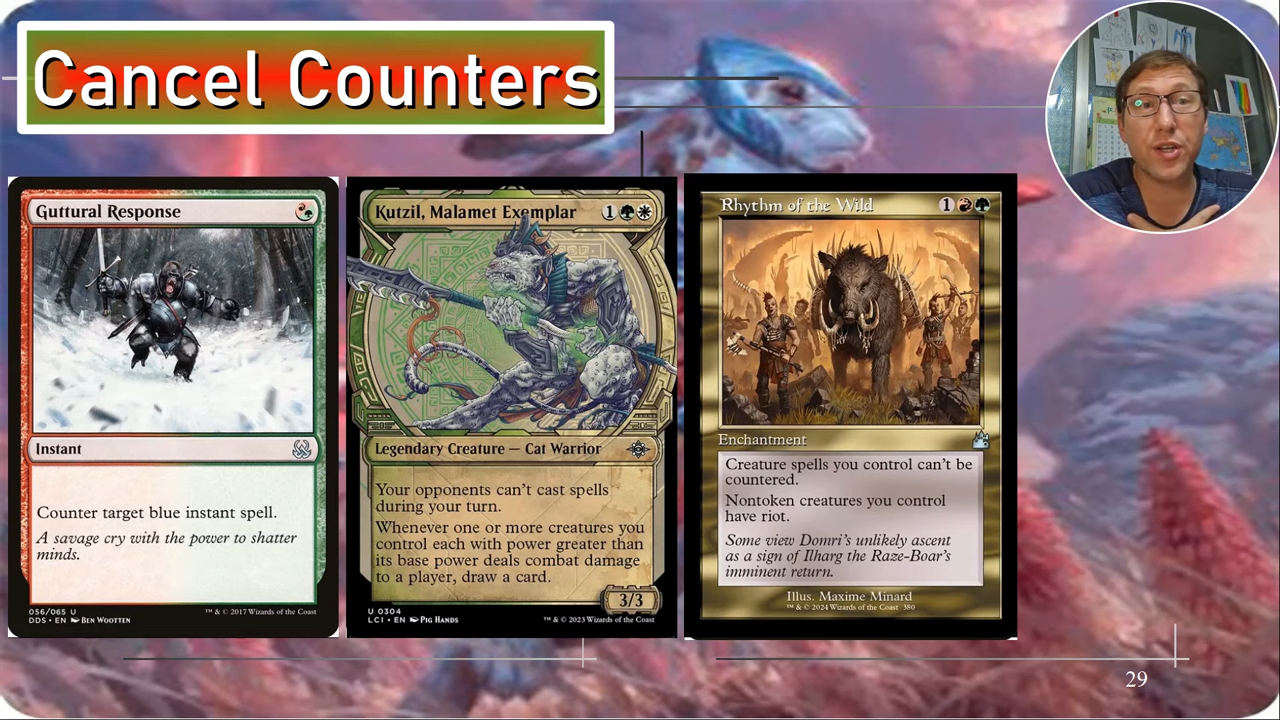 Cancel Counters
Guttural Response
Instant
Counter target blue instant spell.
A savage cry with the power to shatter
minds.
056/065 U
DDS • EN BEN WOOTTEN
™ & © 2017 Wizards of the Coast
Kutzil, Malamet Exemplar
1
Legendary Creature — Cat Warrior
Your opponents can't cast spells
during your turn.
Whenever one or more creatures you
control each with power greater than
its base power deals combat damage
to a player, draw a card.
3/3
U 0304
LCI • EN PIG HANDS
™ & © 2023 Wizards of the Coast
Rhythm of the Wild
1
Enchantment
Creature spells you control can't be
countered.
Nontoken creatures you control
have riot.
Some view Domri's unlikely ascent
as a sign of Ilharg the Raze-Boar's
imminent return.
Illus. Maxime Minard
™ & © 2024 Wizards of the Coast 380
29